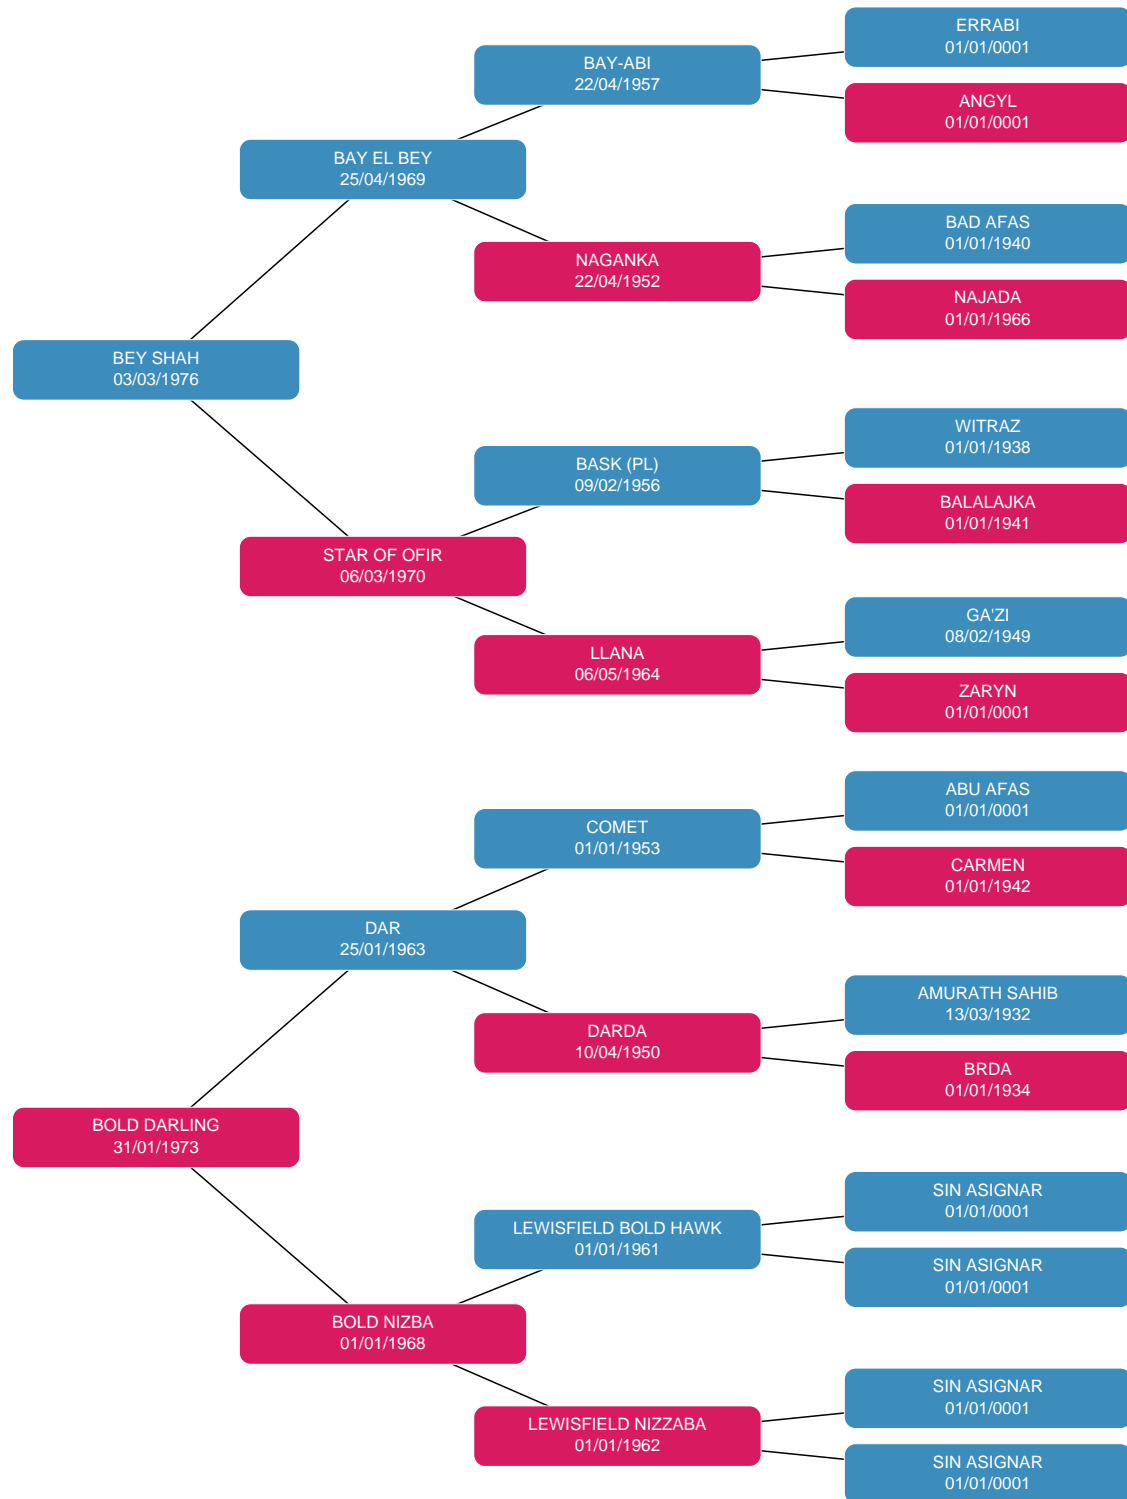 ERRABI
01/01/0001
BAY-ABI
22/04/1957
ANGYL
01/01/0001
BAY EL BEY
25/04/1969
BAD AFAS
01/01/1940
NAGANKA
22/04/1952
NAJADA
01/01/1966
BEY SHAH
03/03/1976
WITRAZ
01/01/1938
BASK (PL)
09/02/1956
BALALAJKA
01/01/1941
STAR OF OFIR
06/03/1970
GA'ZI
08/02/1949
LLANA
06/05/1964
ZARYN
01/01/0001
ABU AFAS
01/01/0001
COMET
01/01/1953
CARMEN
01/01/1942
DAR
25/01/1963
AMURATH SAHIB
13/03/1932
DARDA
10/04/1950
BRDA
01/01/1934
BOLD DARLING
31/01/1973
SIN ASIGNAR
01/01/0001
LEWISFIELD BOLD HAWK
01/01/1961
SIN ASIGNAR
01/01/0001
BOLD NIZBA
01/01/1968
SIN ASIGNAR
01/01/0001
LEWISFIELD NIZZABA
01/01/1962
SIN ASIGNAR
01/01/0001